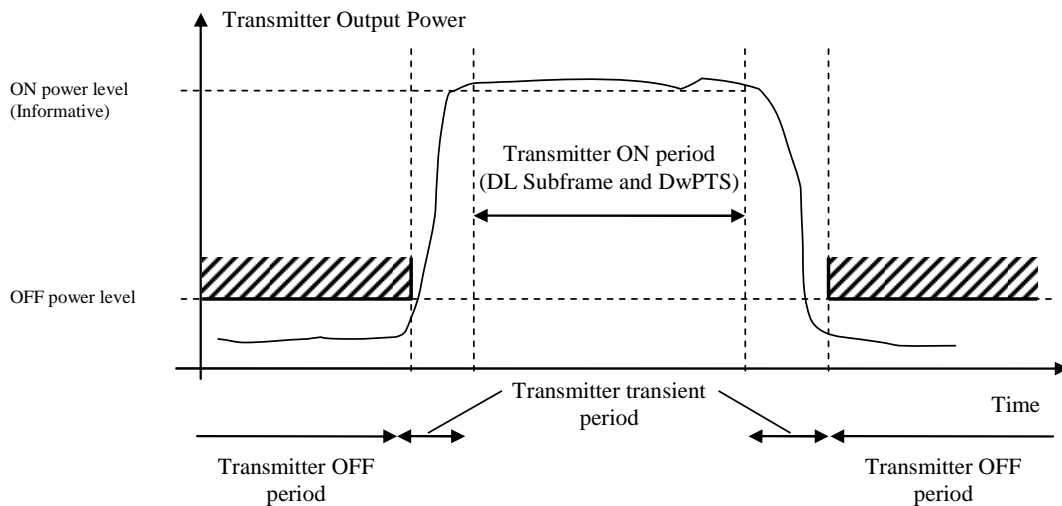 Transmitter Output Power
ON power level
(Informative)
Transmitter ON period
(DL Subframe and DwPTS)
OFF power level
Transmitter transient
period
Time
Transmitter OFF
period
Transmitter OFF
period